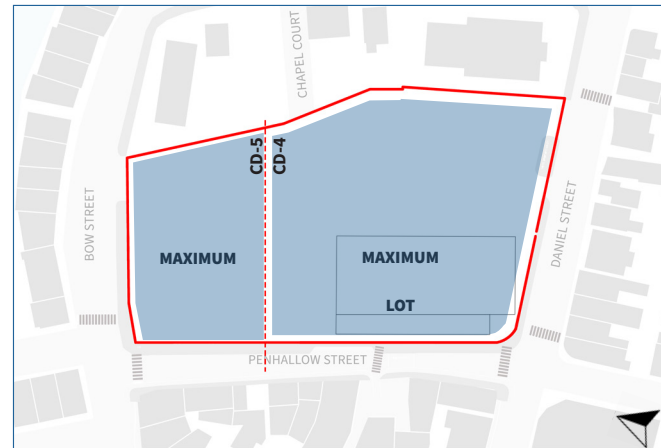 CHAPEL COURT
CD-5
CD-4
BOW STREET
DANIEL STREET
MAXIMUM
MAXIMUM
LOT
PENHALLOW STREET